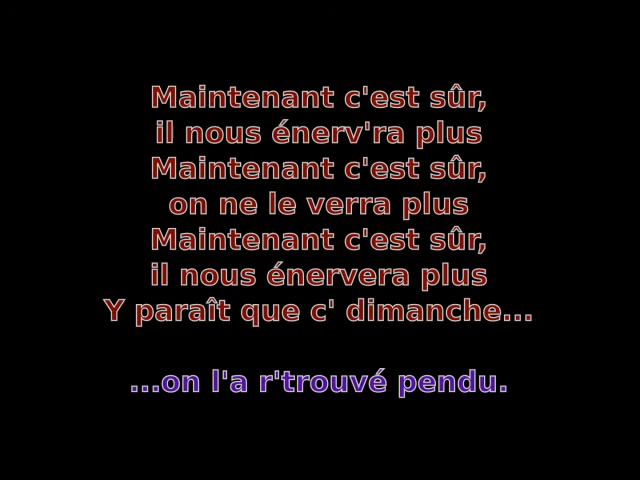 Maintenant c'est sûr,
il nous énerv'ra plus
Maintenant c'est sûr,
on ne le verra plus
Maintenant c'est sûr,
il nous énervera plus
Y paraît que c' dimanche...
...on l'a r'trouvé pendu.